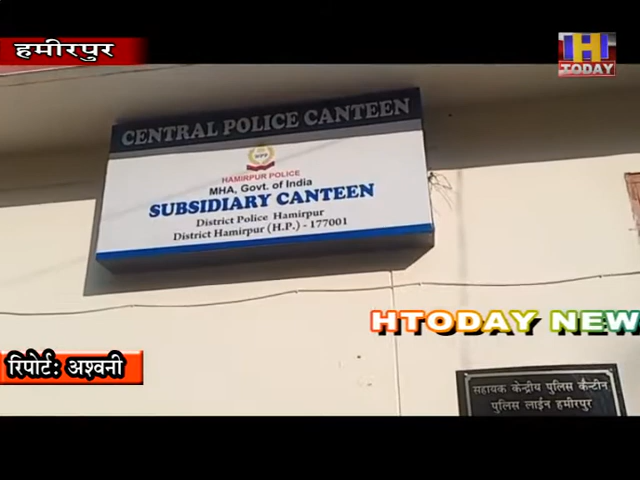 हमीरपुर
H
TODAY
CENTRAL POLICE CANTEEN
HAMIRPUR POLICE
MHA, Govt. of India
SUBSIDIARY CANTEEN
District Police Hamirpur
District Hamirpur (H.P.) - 177001
HTODAY NEW
रिपोर्ट: अश्वनी
सहायक केन्द्रीय पुलिस कैन्टीन
पुलिस लाईन हमीरपुर